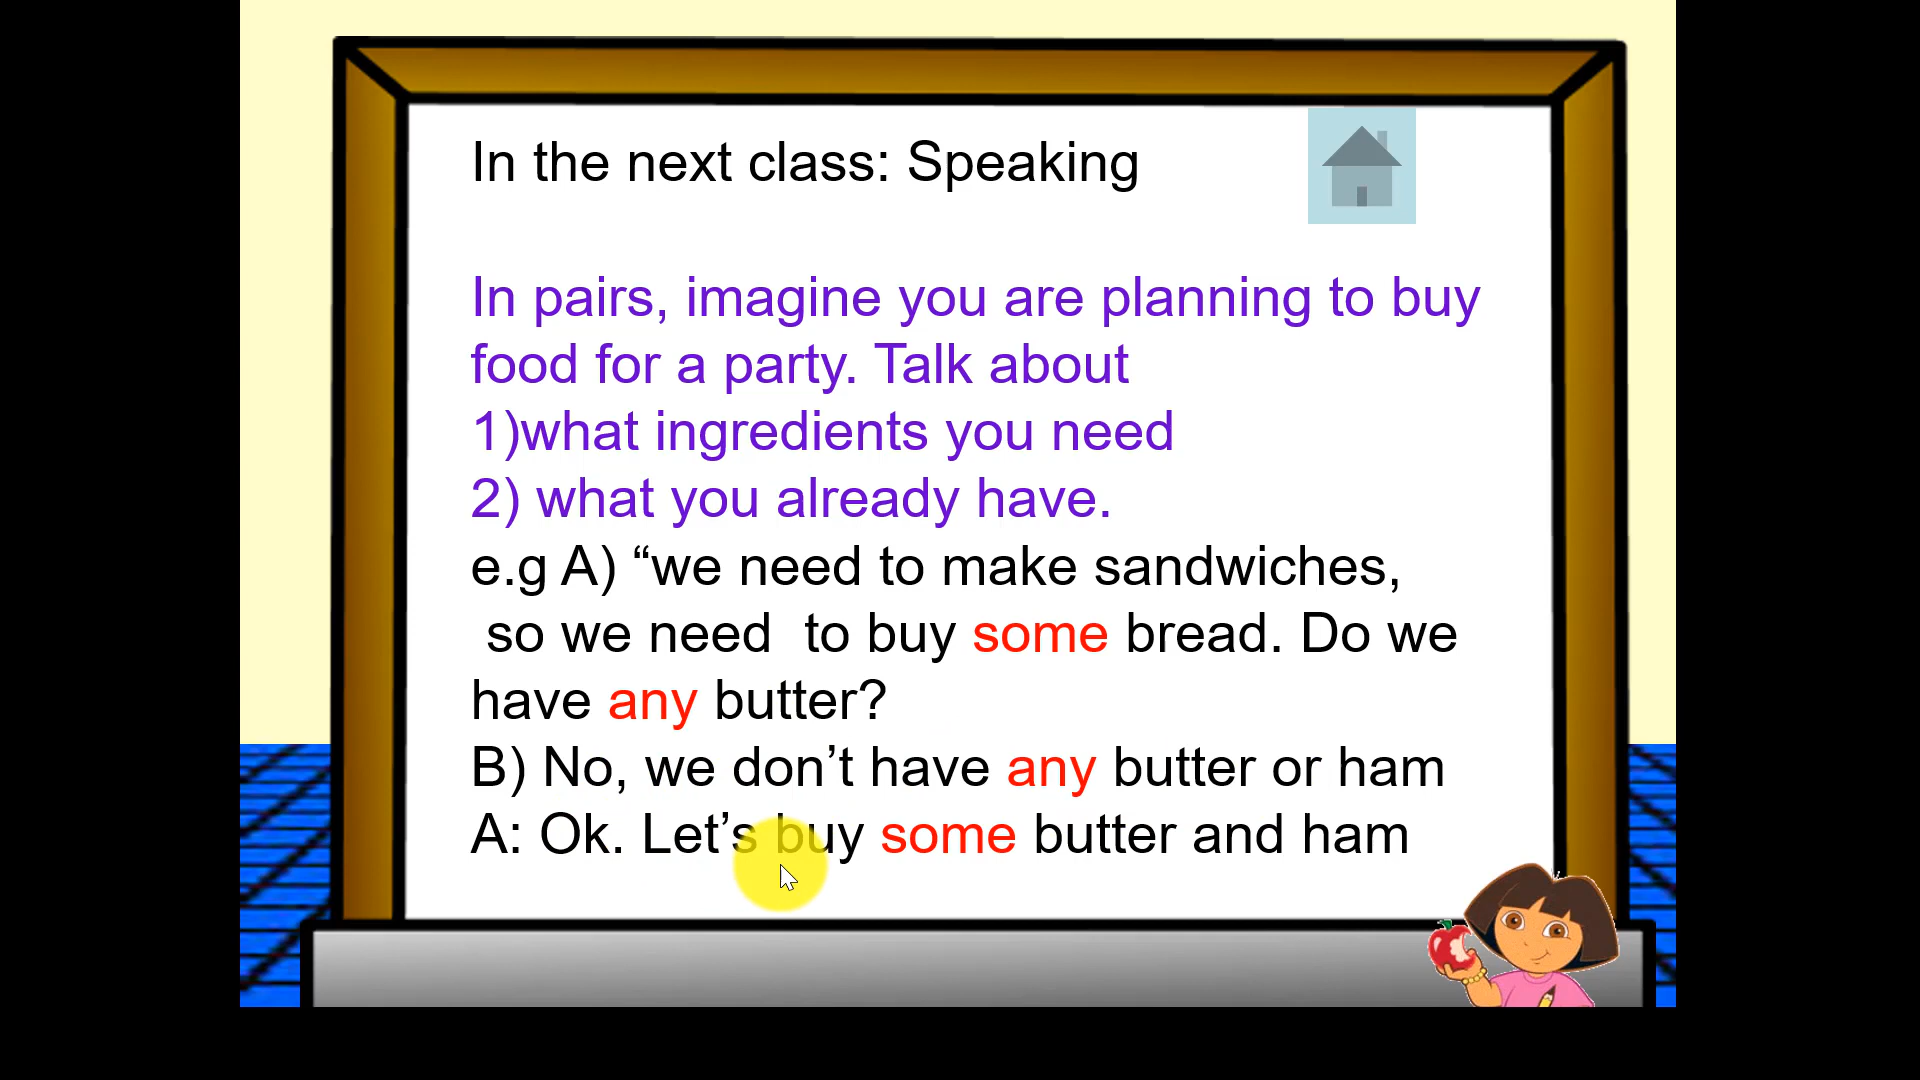 In the next class: Speaking
In pairs, imagine you are planning to buy
food for a party. Talk about
1)what ingredients you need
2) what you already have.
e.g A) “we need to make sandwiches,
so we need  to buy some bread. Do we
have any butter?
B) No, we don’t have any butter or ham
A: Ok. Let’s buy some butter and ham